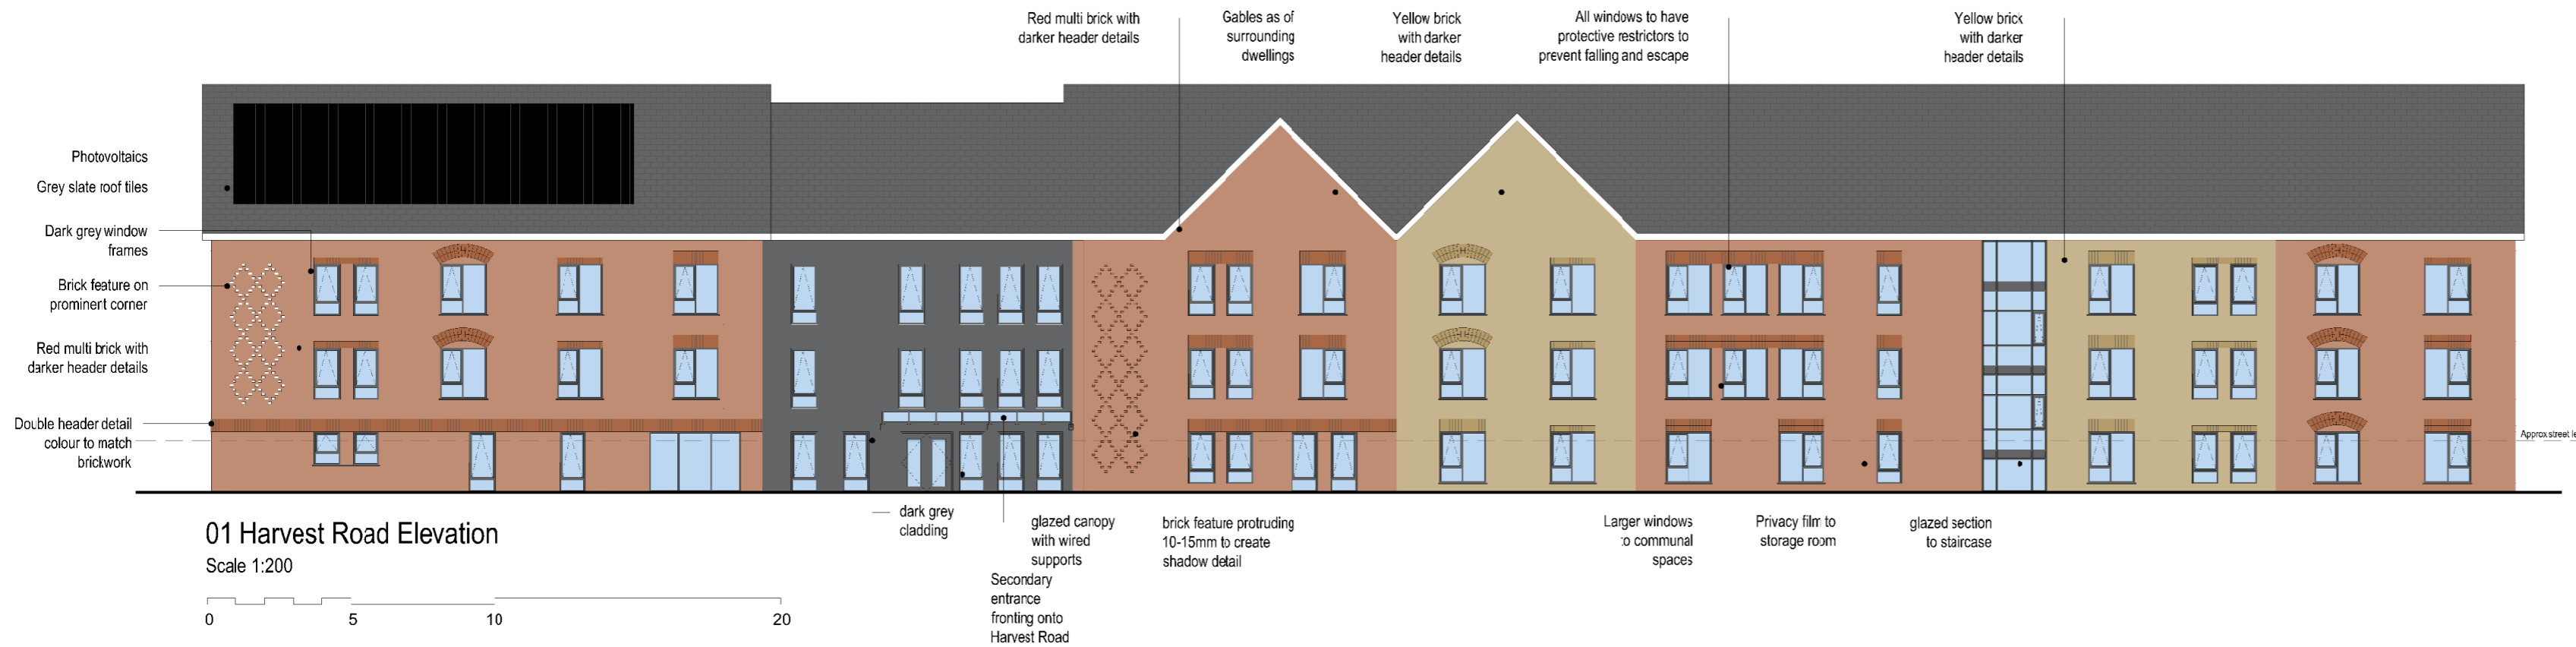 Red multi brick with
darker header details
Gables as of
surrounding
dwellings
Yellow brick
with darker
header details
All windows to have
protective restrictors to
prevent falling and escape
Yellow brick
with darker
header details
Photovoltaics
Grey slate roof tiles
Dark grey window
frames
Brick feature on
prominent corner
Red multi brick with
darker header details
Double header detail
colour to match
brickwork
Approx street le
dark grey
cladding
glazed canopy
with wired
supports
Secondary
entrance
fronting onto
Harvest Road
brick feature protruding
10-15mm to create
shadow detail
Larger windows
to communal
spaces
Privacy film to
storage room
glazed section
to staircase
01 Harvest Road Elevation
Scale 1:200
0 5 10 20